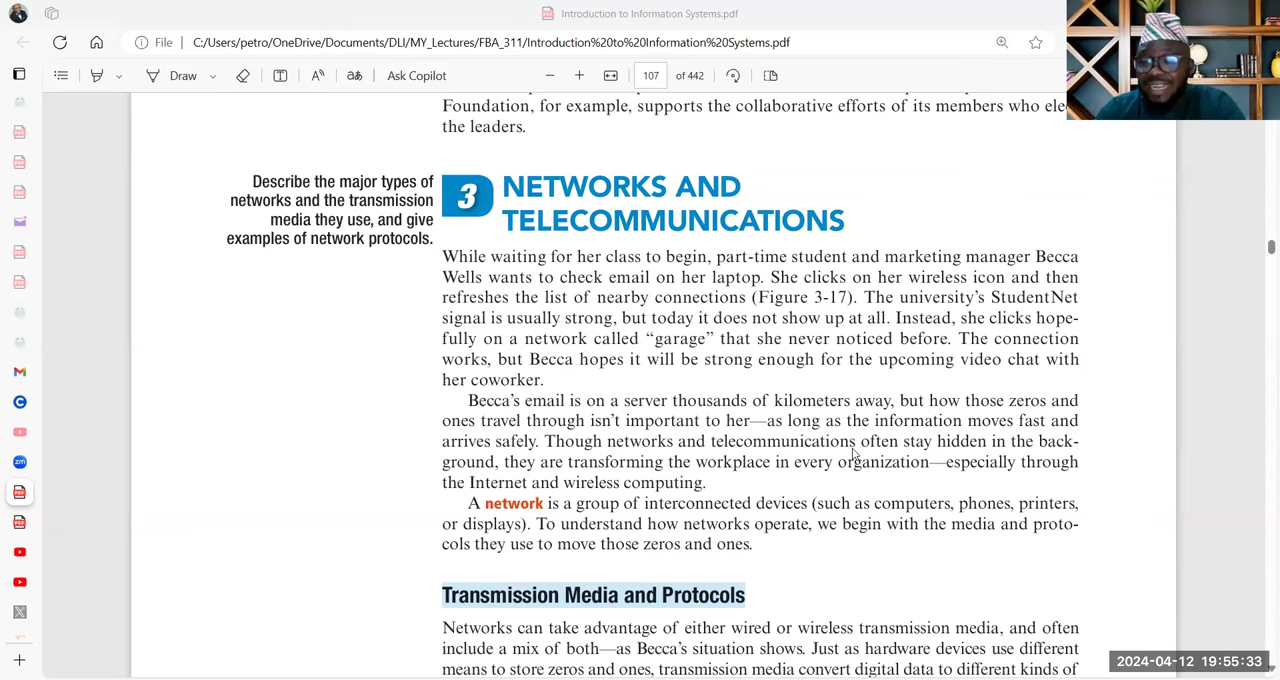 Introduction to Information Systems.pdf
File
C:/Users/petro/OneDrive/Documents/DLI/MY_Lectures/FBA_311/Introduction%20to%20Information%20Systems.pdf
Draw
aあ
Ask Copilot
107
of 442
Foundation, for example, supports the collaborative efforts of its members who
the leaders.
Describe the major types of
networks and the transmission
media they use, and give
examples of network protocols.
3
NETWORKS AND
TELECOMMUNICATIONS
While waiting for her class to begin, part-time student and marketing manager Becca
Wells wants to check email on her laptop. She clicks on her wireless icon and then
refreshes the list of nearby connections (Figure 3-17). The university’s StudentNet
signal is usually strong, but today it does not show up at all. Instead, she clicks hope-
fully on a network called “garage” that she never noticed before. The connection
works, but Becca hopes it will be strong enough for the upcoming video chat with
her coworker.
Becca’s email is on a server thousands of kilometers away, but how those zeros and
ones travel through isn’t important to her—as long as the information moves fast and
arrives safely. Though networks and telecommunications often stay hidden in the back-
ground, they are transforming the workplace in every organization—especially through
the Internet and wireless computing.
A network is a group of interconnected devices (such as computers, phones, printers,
or displays). To understand how networks operate, we begin with the media and proto-
cols they use to move those zeros and ones.
Transmission Media and Protocols
Networks can take advantage of either wired or wireless transmission media, and often
include a mix of both—as Becca’s situation shows. Just as hardware devices use different
means to store zeros and ones, transmission media convert digital data to different kinds of
2024-04-12 19:55:33